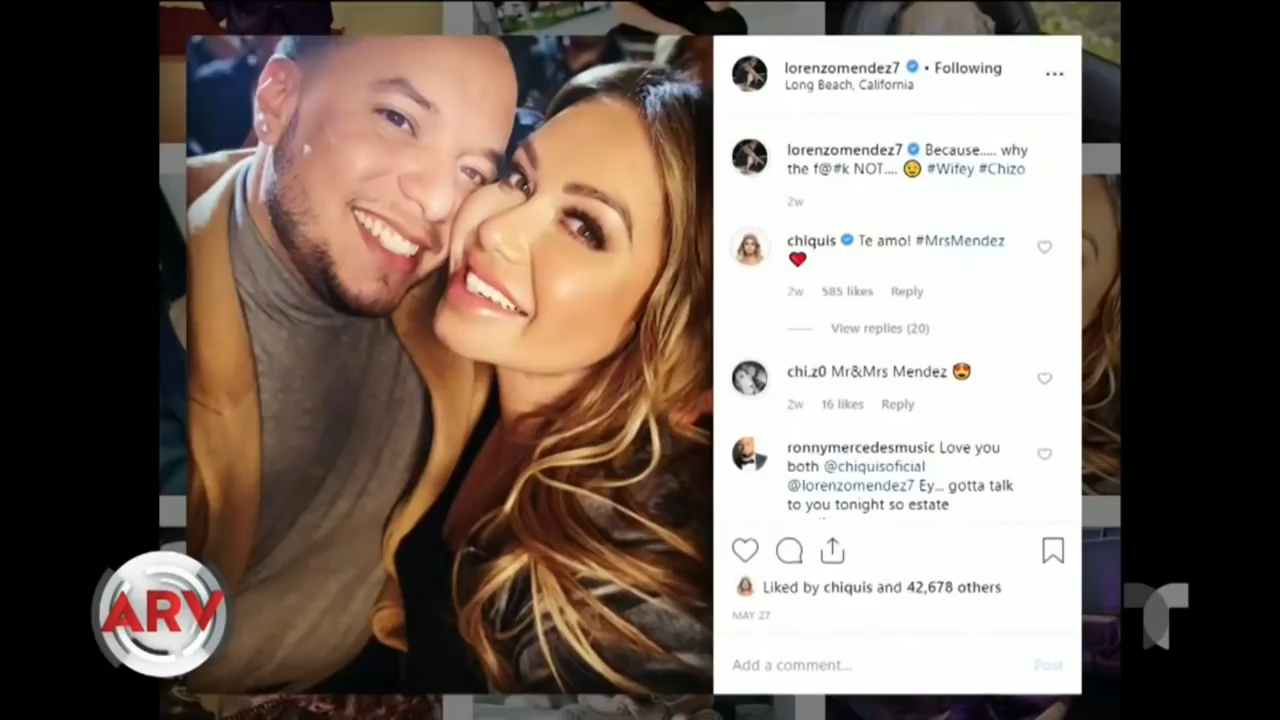 lorenzomendez7 • Following
Long Beach, California
lorenzomendez7 Because..... why
the f@#k NOT.... 😉 #Wifey #Chizo
2w
chiquis Te amo! #MrsMendez
❤️
2w 585 likes Reply
View replies (20)
chi.z0 Mr&Mrs Mendez 😍
2w 16 likes Reply
ronnymercedesmusic Love you
both @chiquisoficial
@lorenzomendez7 Ey... gotta talk
to you tonight so estate
Liked by chiquis and 42,678 others
MAY 27
Add a comment... Post
ARV